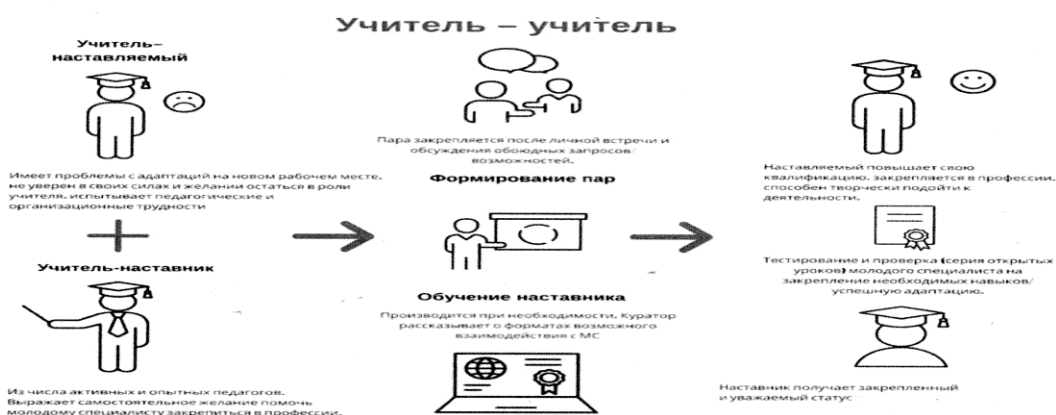 Учитель – учитель
Учитель–
наставляемый
Имеет проблемы с адаптаций на новом рабочем месте,
не уверен в своих силах и желании остаться в роли
учителя, испытывает педагогические и
организационные трудности
Учитель-наставник
Из числа активных и опытных педагогов.
Выражает самостоятельное желание помочь
молодому специалисту закрепиться в профессии.
Пара закрепляется после личной встречи и
обсуждения обоюдных запросов/
возможностей.
Формирование пар
Обучение наставника
Производится при необходимости. Куратор
рассказывает о форматах возможного
взаимодействия с МС
Наставляемый повышает свою
квалификацию, закрепляется в профессии,
способен творчески подойти к
деятельности.
Тестирование и проверка (серия открытых
уроков) молодого специалиста на
закрепление необходимых навыков/
успешную адаптацию.
Наставник получает закрепленный
и уважаемый статус